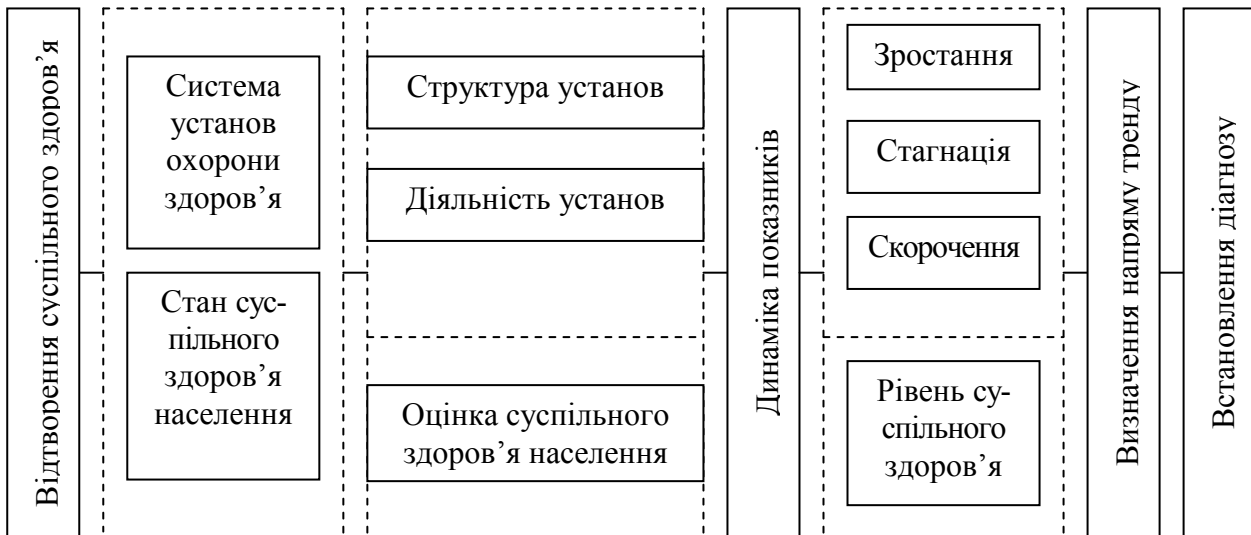 Відтворення суспільного здоров’я
Система
установ
охорони
здоров’я
Стан сус-
пільного
здоров’я
населення
Структура установ
Діяльність установ
Оцінка суспільного
здоров’я населення
Динаміка показників
Зростання
Стагнація
Скорочення
Рівень су-
спільного
здоров’я
Визначення напряму тренду
Встановлення діагнозу